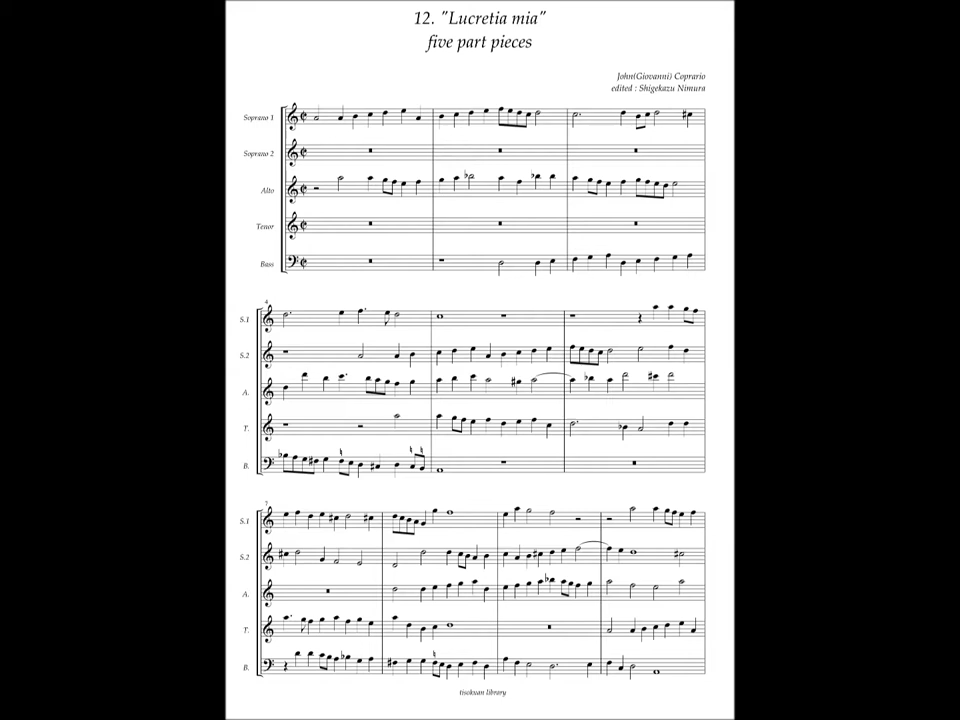 12. "Lucretia mia"
five part pieces
John(Giovanni) Coprario
edited : Shigekazu Nimura
Soprano 1
Soprano 2
Alto
Tenor
Bass
4
S.1
S.2
A.
T.
B.
S.1
S.2
A.
T.
B.
tisokuan library